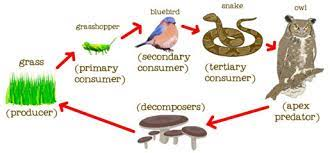 grass
(producer)
grasshopper
(primary
consumer)
bluebird
(secondary
consumer)
snake
(tertiary
consumer)
owl
(apex
predator)
(decomposers)